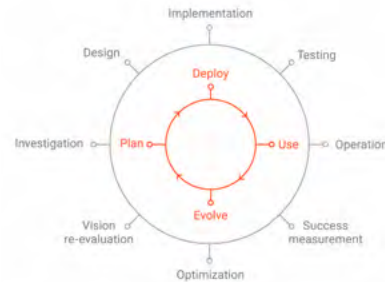 Implementation
Design
Testing
Deploy
Investigation
Plan
Use
Operation
Evolve
Vision
re-evaluation
Success
measurement
Optimization